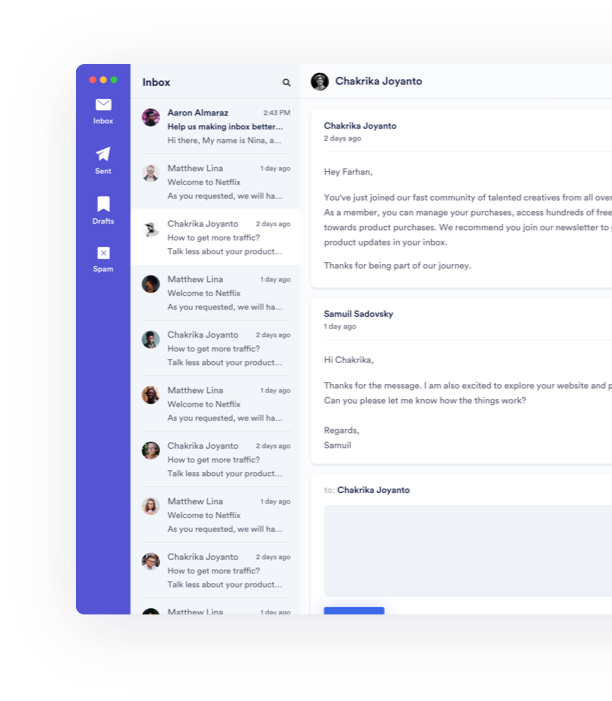 Inbox
Sent
Drafts
Spam
Inbox
Aaron Almaraz 2:43 PM
Help us making inbox better...
Hi there, My name is Nina, a...
Matthew Lina 1 day ago
Welcome to Netflix
As you requested, we will ha...
Chakrika Joyanto 2 days ago
How to get more traffic?
Talk less about your product...
Matthew Lina 1 day ago
Welcome to Netflix
As you requested, we will ha...
Chakrika Joyanto 2 days ago
How to get more traffic?
Talk less about your product...
Matthew Lina 1 day ago
Welcome to Netflix
As you requested, we will ha...
Chakrika Joyanto 2 days ago
How to get more traffic?
Talk less about your product...
Matthew Lina 1 day ago
Welcome to Netflix
As you requested, we will ha...
Chakrika Joyanto 2 days ago
How to get more traffic?
Talk less about your product...
Matthew Lina 1 day ago
Chakrika Joyanto
Chakrika Joyanto
2 days ago
Hey Farhan,
You've just joined our fast community of talented creatives from all over
As a member, you can manage your purchases, access hundreds of free
towards product purchases. We recommend you join our newsletter to
product updates in your inbox.
Thanks for being part of our journey.
Samuil Sadovsky
1 day ago
Hi Chakrika,
Thanks for the message. I am also excited to explore your website and
Can you please let me know how the things work?
Regards,
Samuil
to: Chakrika Joyanto